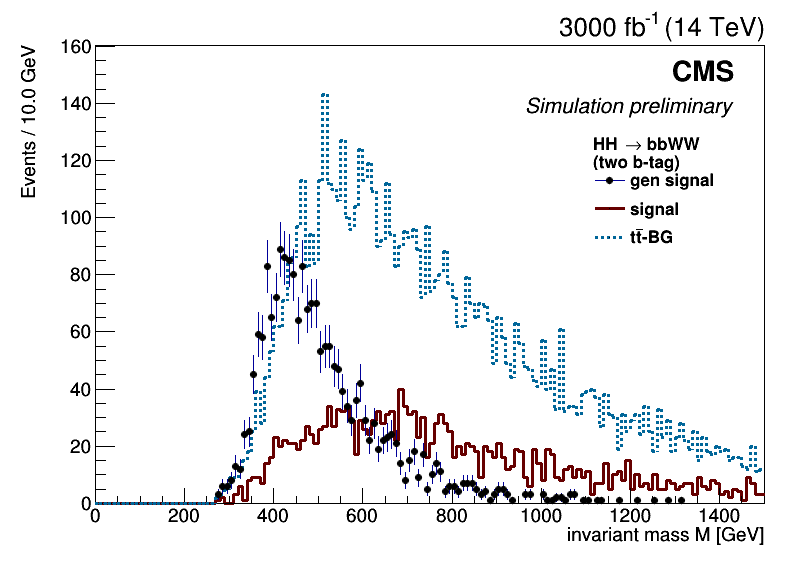 3000 fb-1 (14 TeV)
CMS
Simulation preliminary
HH → bbWW
(two b-tag)
gen signal
signal
tt̄-BG
Events / 10.0 GeV
160
140
120
100
80
60
40
20
0
0 200 400 600 800 1000 1200 1400
invariant mass M [GeV]